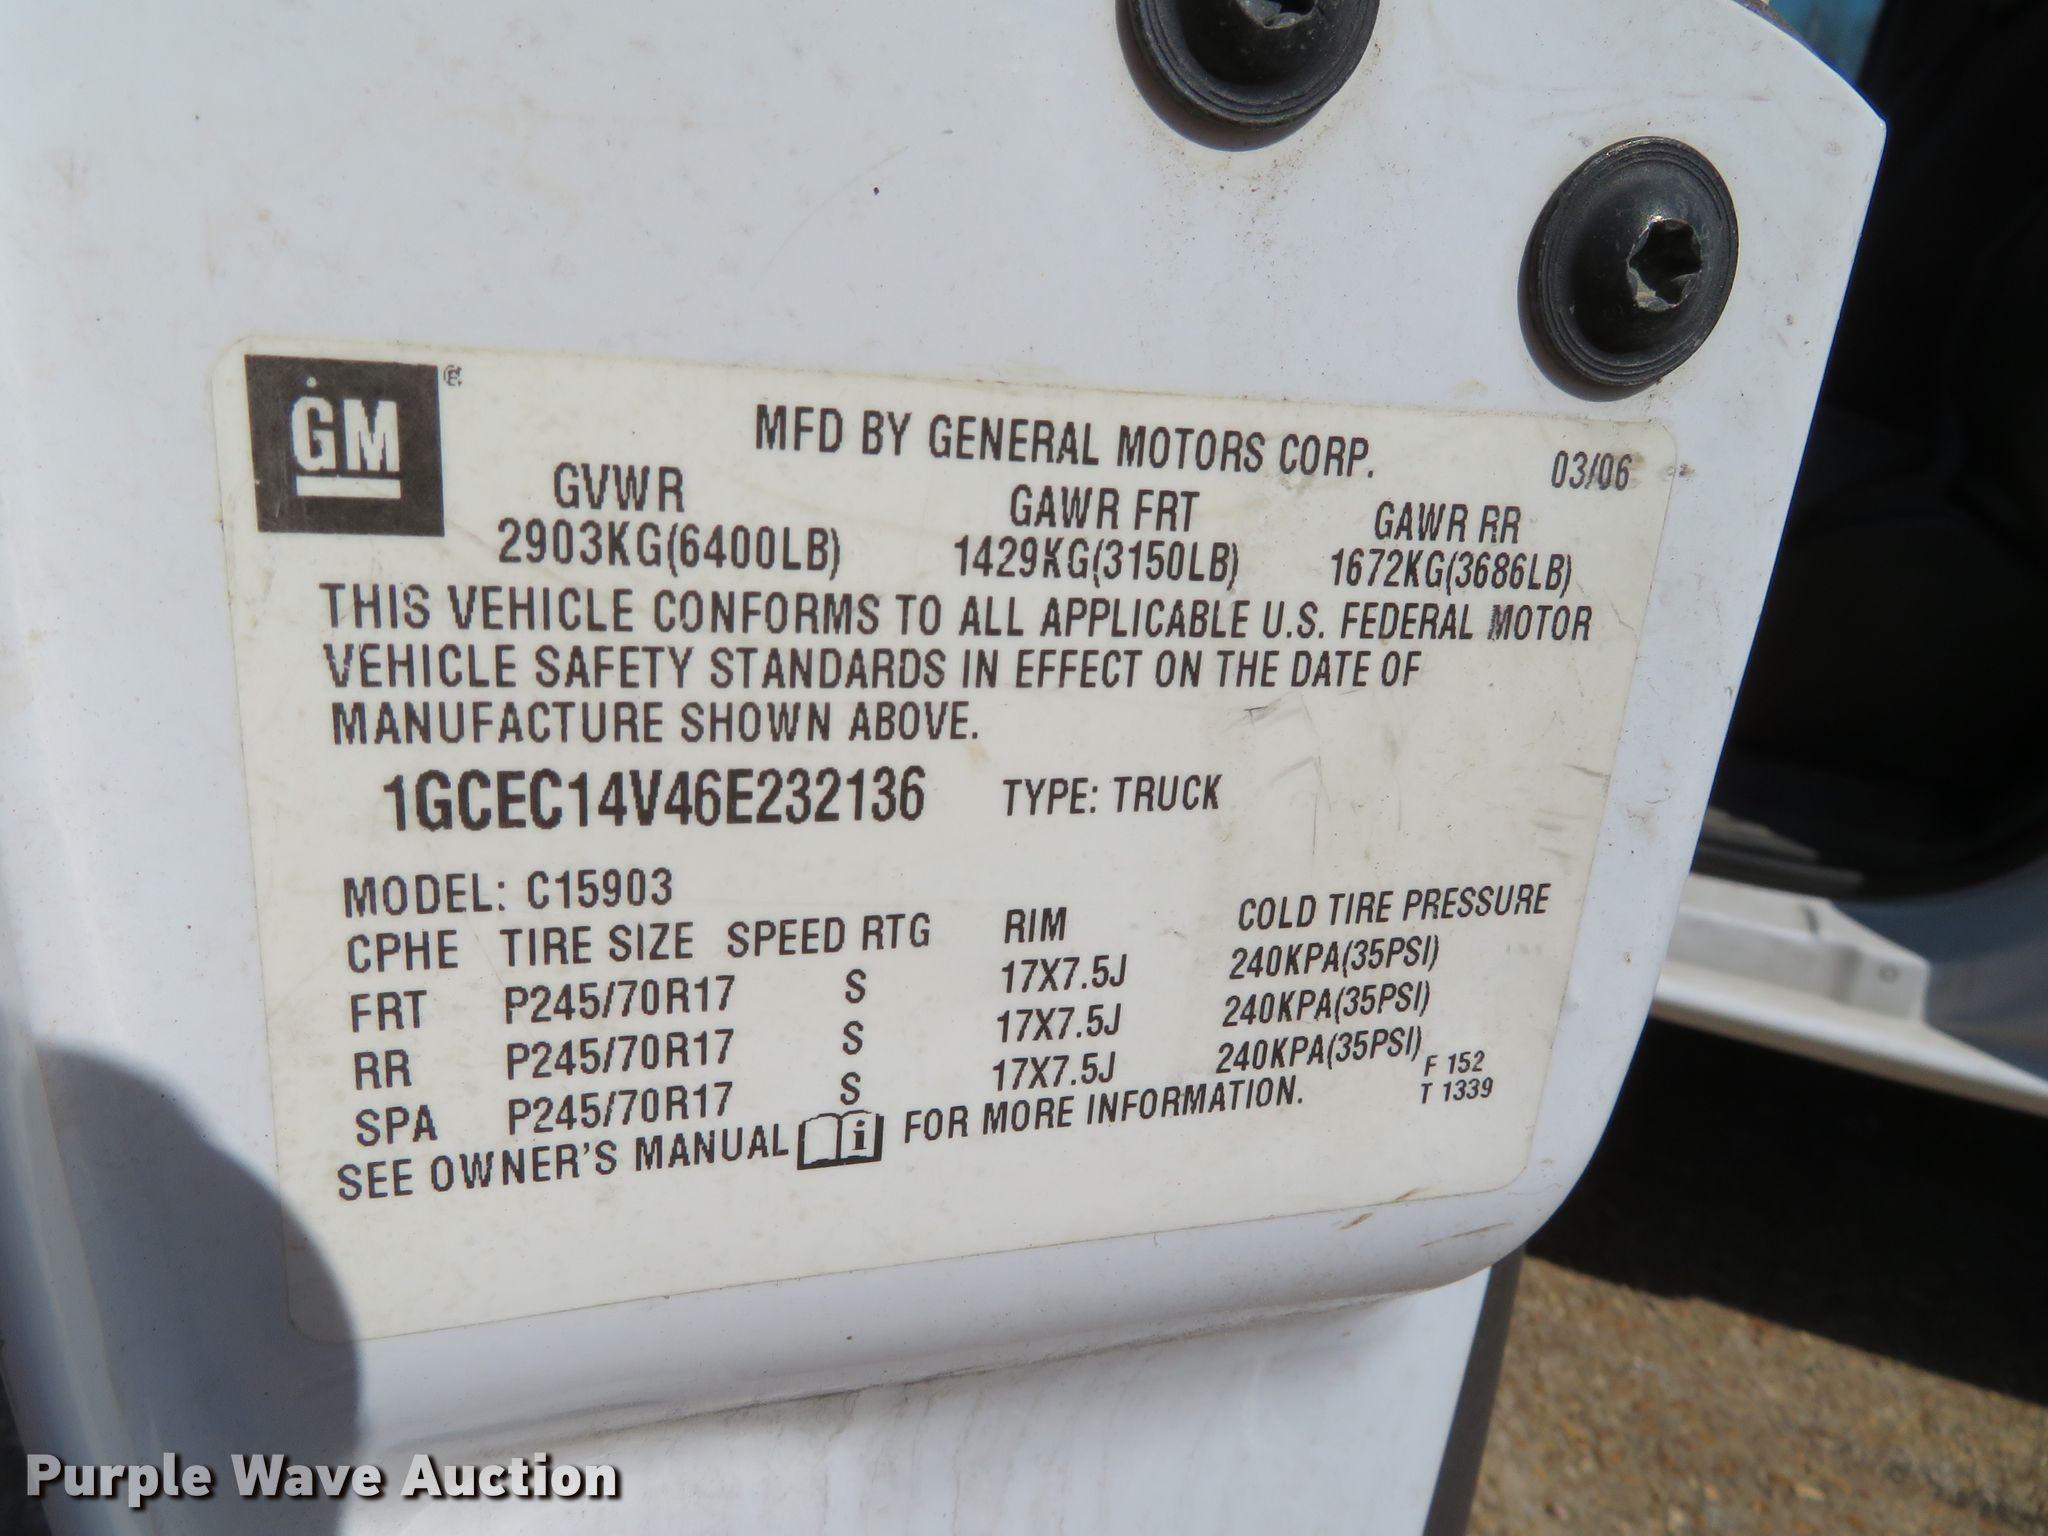 GM
MFD BY GENERAL MOTORS CORP. 03/06
GVWR GAWR FRT GAWR RR
2903KG(6400LB) 1429KG(3150LB) 1672KG(3686LB)
THIS VEHICLE CONFORMS TO ALL APPLICABLE U.S. FEDERAL MOTOR
VEHICLE SAFETY STANDARDS IN EFFECT ON THE DATE OF
MANUFACTURE SHOWN ABOVE.
1GCEC14V46E232136 TYPE: TRUCK
MODEL: C15903
CPHE TIRE SIZE SPEED RTG RIM COLD TIRE PRESSURE
FRT P245/70R17 S 17X7.5J 240KPA(35PSI)
RR P245/70R17 S 17X7.5J 240KPA(35PSI)
SPA P245/70R17 S 17X7.5J 240KPA(35PSI)
SEE OWNER'S MANUAL i FOR MORE INFORMATION.
F 152
T 1339
Purple Wave Auction